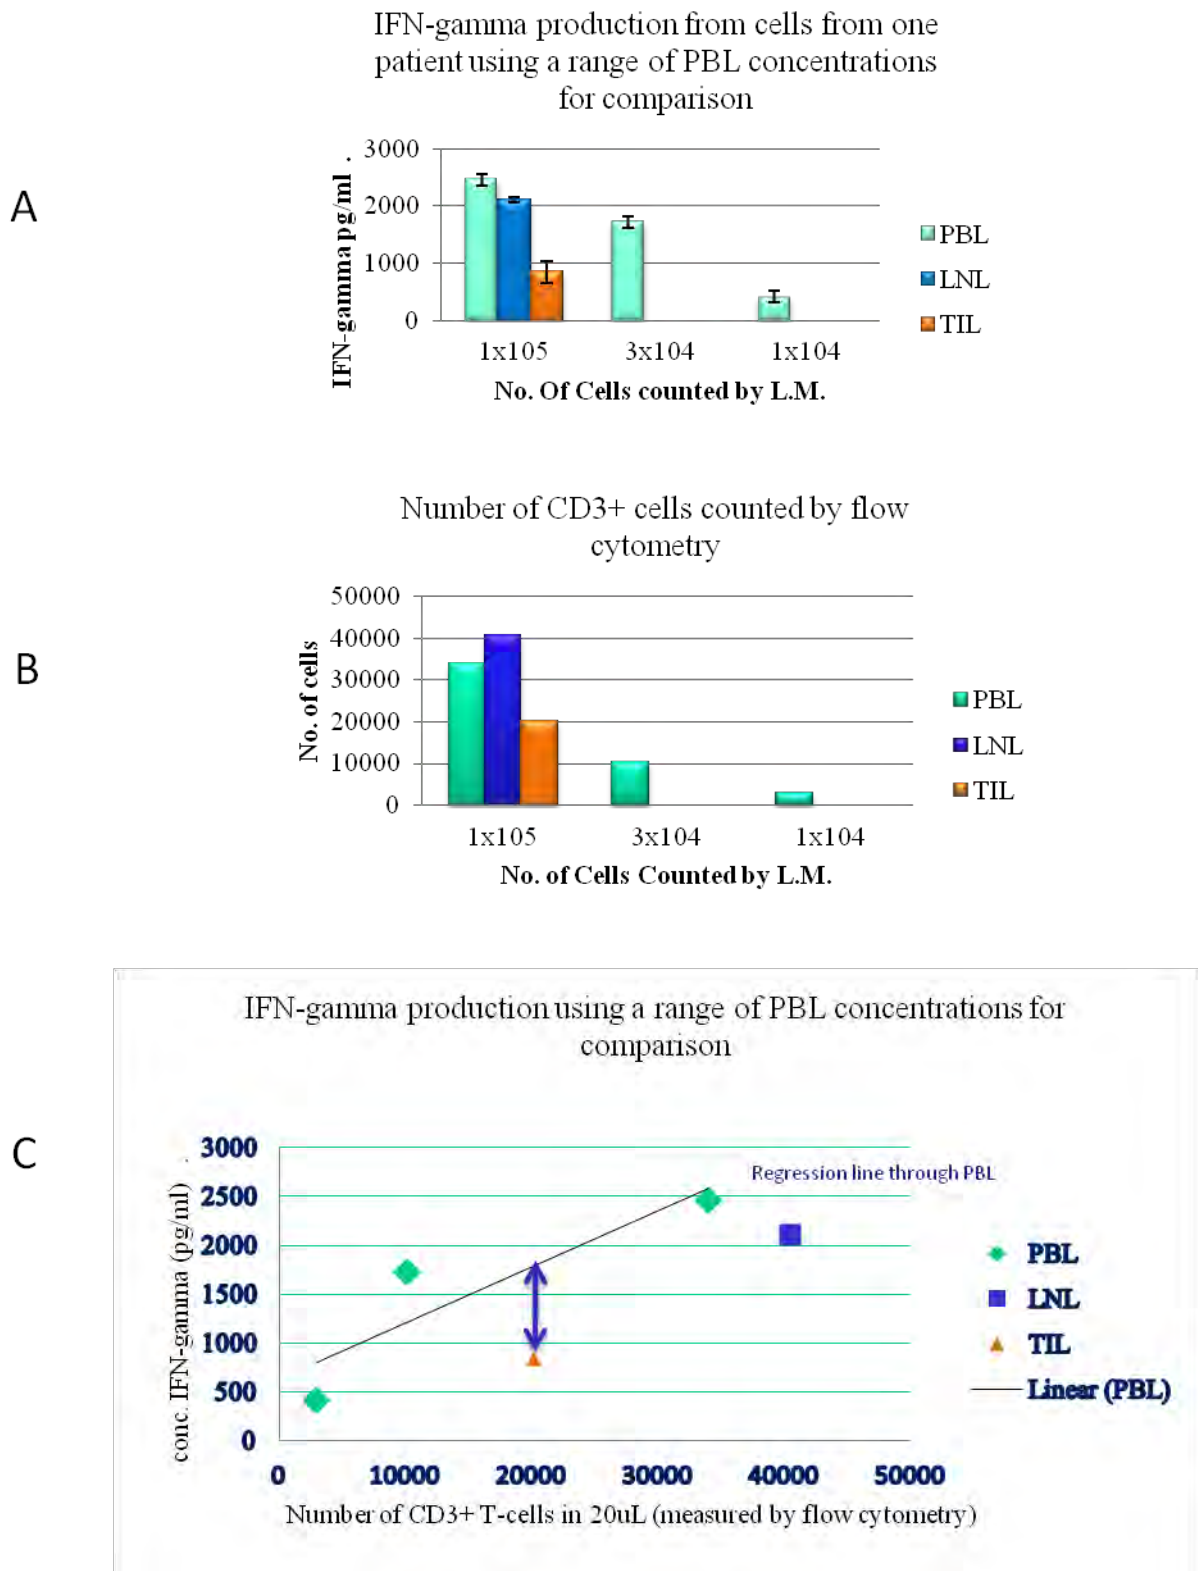 A
IFN-gamma production from cells from one
patient using a range of PBL concentrations
for comparison
IFN-gamma pg/ml .
3000
2000
1000
0
1x105 3x104 1x104
No. Of Cells counted by L.M.
PBL
LNL
TIL
B
Number of CD3+ cells counted by flow
cytometry
No. of cells
50000
40000
30000
20000
10000
0
1x105 3x104 1x104
No. of Cells Counted by L.M.
PBL
LNL
TIL
C
IFN-gamma production using a range of PBL concentrations for
comparison
conc. IFN-gamma (pg/ml) .
3000
2500
2000
1500
1000
500
0
Regression line through PBL
0 10000 20000 30000 40000 50000
Number of CD3+ T-cells in 20uL (measured by flow cytometry)
PBL
LNL
TIL
Linear (PBL)